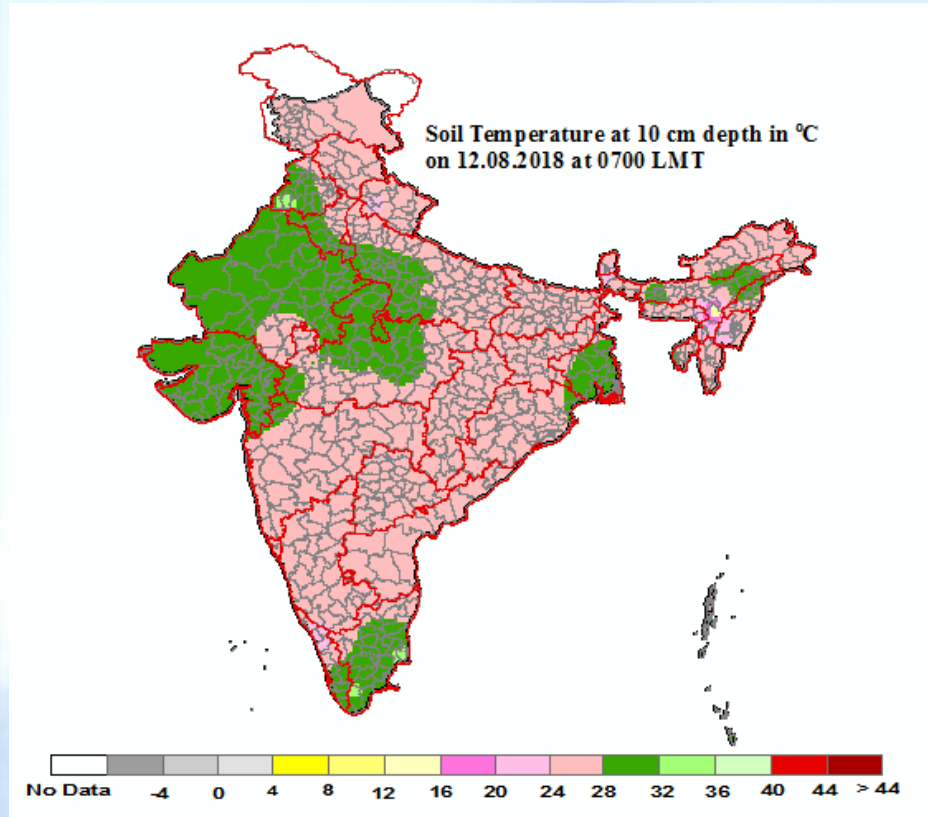 Soil Temperature at 10 cm depth in ⁰C
on 12.08.2018 at 0700 LMT
No Data -4 0 4 8 12 16 20 24 28 32 36 40 44 > 44